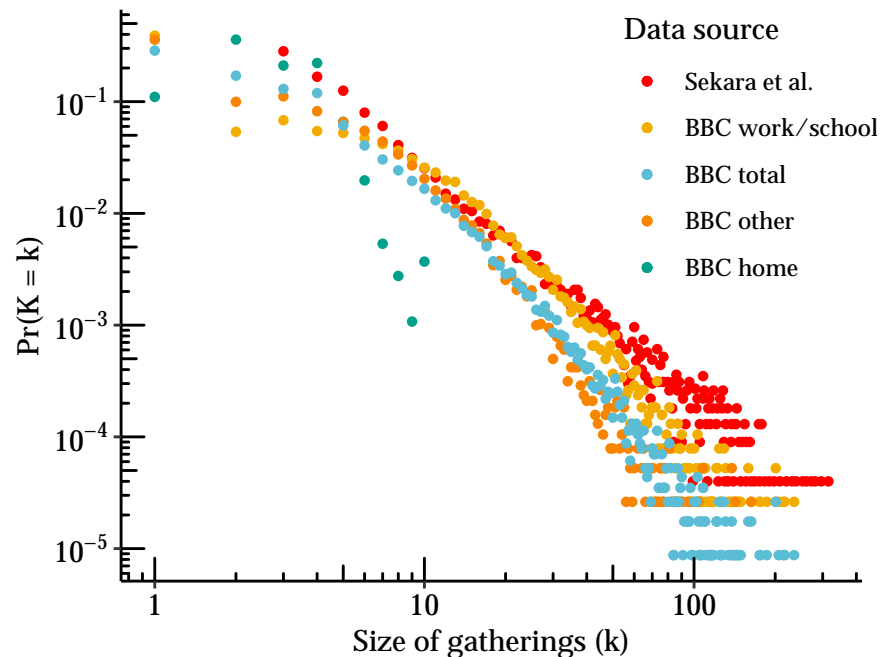 Data source
Sekara et al.
BBC work/school
BBC total
BBC other
BBC home
Pr(K = k)
10⁻¹
10⁻²
10⁻³
10⁻⁴
10⁻⁵
1 10 100
Size of gatherings (k)